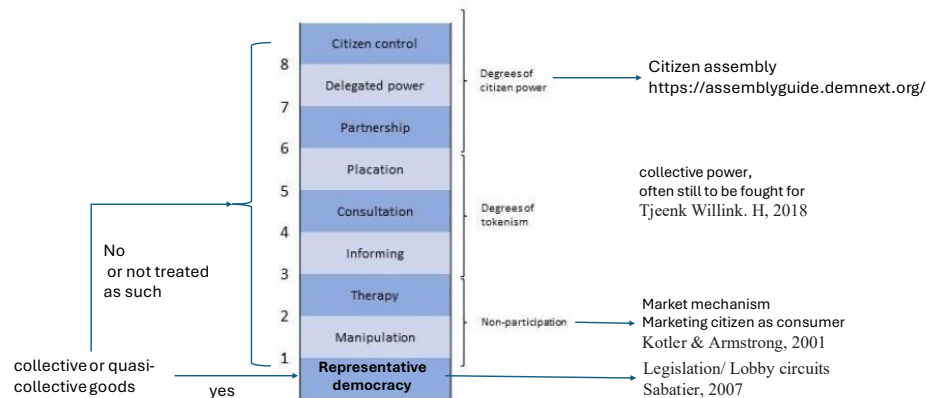 Citizen control
8
Delegated power
7
Partnership
6
Placation
5
Consultation
4
Informing
3
Therapy
2
Manipulation
1
Representative
democracy
Degrees of
citizen power
Degrees of
tokenism
Non-participation
Citizen assembly
https://assemblyguide.demnext.org/
collective power,
often still to be fought for
Tjeenk Willink. H, 2018
Market mechanism
Marketing citizen as consumer
Kotler & Armstrong, 2001
Legislation/ Lobby circuits
Sabatier, 2007
No
or not treated
as such
collective or quasi-
collective goods
yes